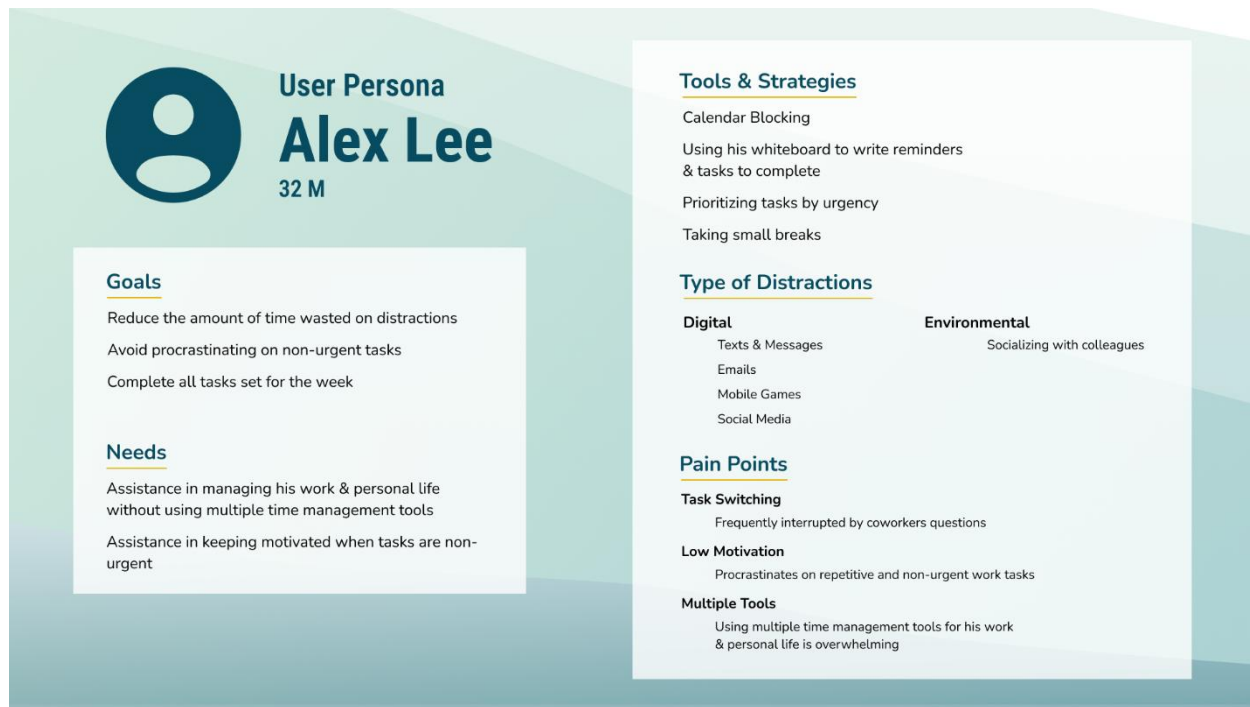 User Persona
Alex Lee
32 M
Goals
Reduce the amount of time wasted on distractions
Avoid procrastinating on non-urgent tasks
Complete all tasks set for the week
Needs
Assistance in managing his work & personal life
without using multiple time management tools
Assistance in keeping motivated when tasks are non-
urgent
Tools & Strategies
Calendar Blocking
Using his whiteboard to write reminders
& tasks to complete
Prioritizing tasks by urgency
Taking small breaks
Type of Distractions
Digital
Texts & Messages
Emails
Mobile Games
Social Media
Environmental
Socializing with colleagues
Pain Points
Task Switching
Frequently interrupted by coworkers questions
Low Motivation
Procrastinates on repetitive and non-urgent work tasks
Multiple Tools
Using multiple time management tools for his work
& personal life is overwhelming